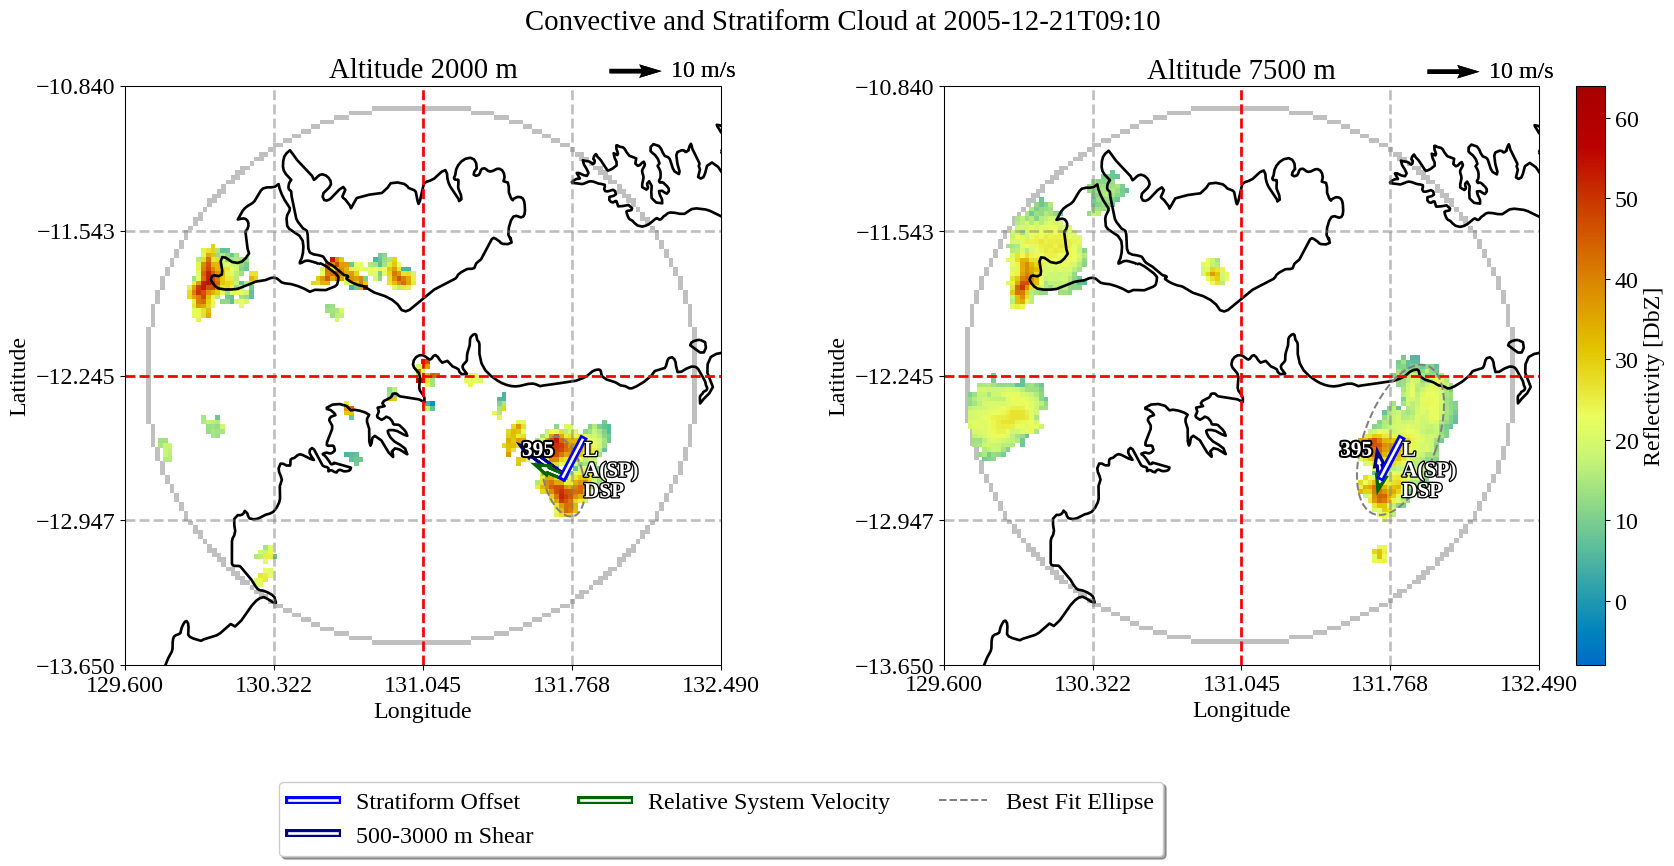 Convective and Stratiform Cloud at 2005-12-21T09:10
Altitude 2000 m
10 m/s
Altitude 7500 m
10 m/s
−10.840
−11.543
−12.245
−12.947
−13.650
Latitude
129.600
130.322
131.045
131.768
132.490
Longitude
395
L
A(SP)
DSP
−10.840
−11.543
−12.245
−12.947
−13.650
Latitude
129.600
130.322
131.045
131.768
132.490
Longitude
395
L
A(SP)
DSP
60
50
40
30
20
10
0
Reflectivity [DbZ]
Stratiform Offset
500-3000 m Shear
Relative System Velocity
Best Fit Ellipse